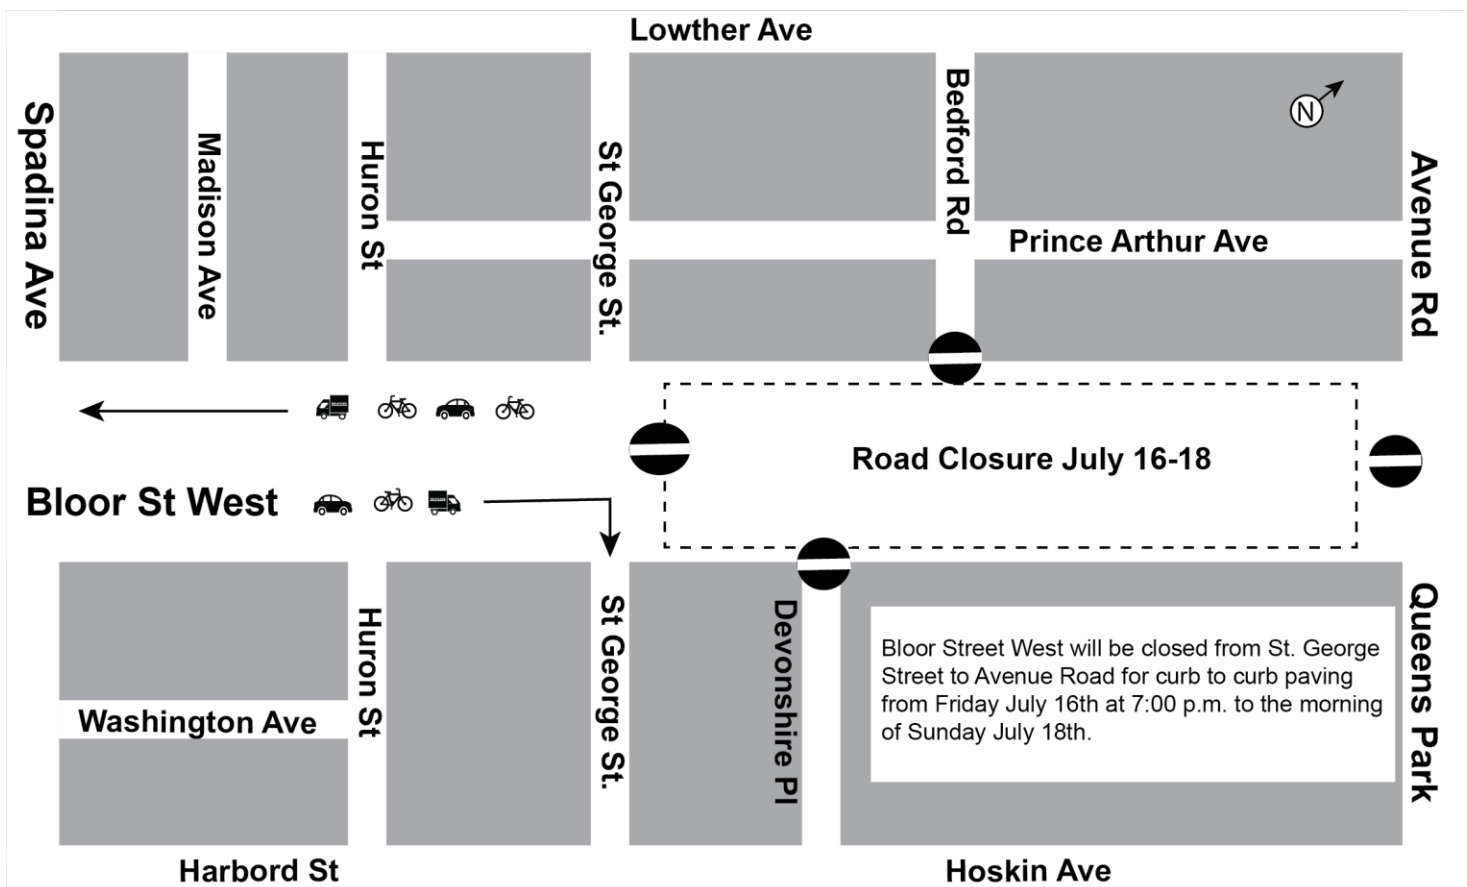 Lowther Ave
Spadina Ave
Madison Ave
Huron St
St George St.
Bedford Rd
N
Avenue Rd
Prince Arthur Ave
Road Closure July 16-18
Bloor St West
Huron St
St George St.
Devonshire Pl
Queens Park
Bloor Street West will be closed from St. George
Street to Avenue Road for curb to curb paving
from Friday July 16th at 7:00 p.m. to the morning
of Sunday July 18th.
Washington Ave
Harbord St
Hoskin Ave